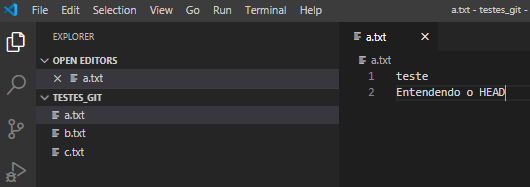 File Edit Selection View Go Run Terminal Help
a.txt - testes_git -
EXPLORER
OPEN EDITORS
a.txt
TESTES_GIT
a.txt
b.txt
c.txt
a.txt
a.txt
1 teste
2 Entendendo o HEAD